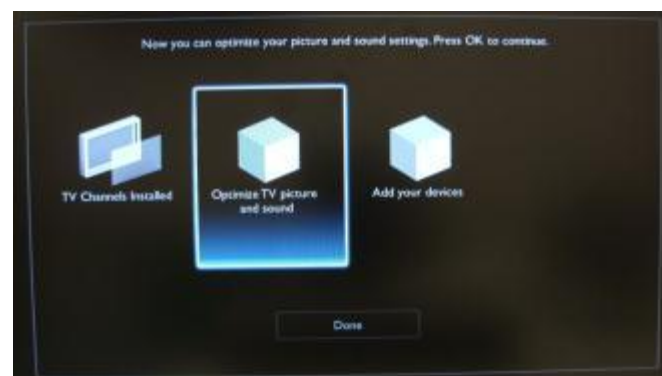 Now you can optimize your picture and sound settings. Press OK to continue.
TV Channels Installed
Optimize TV picture
and sound
Add your devices
Done